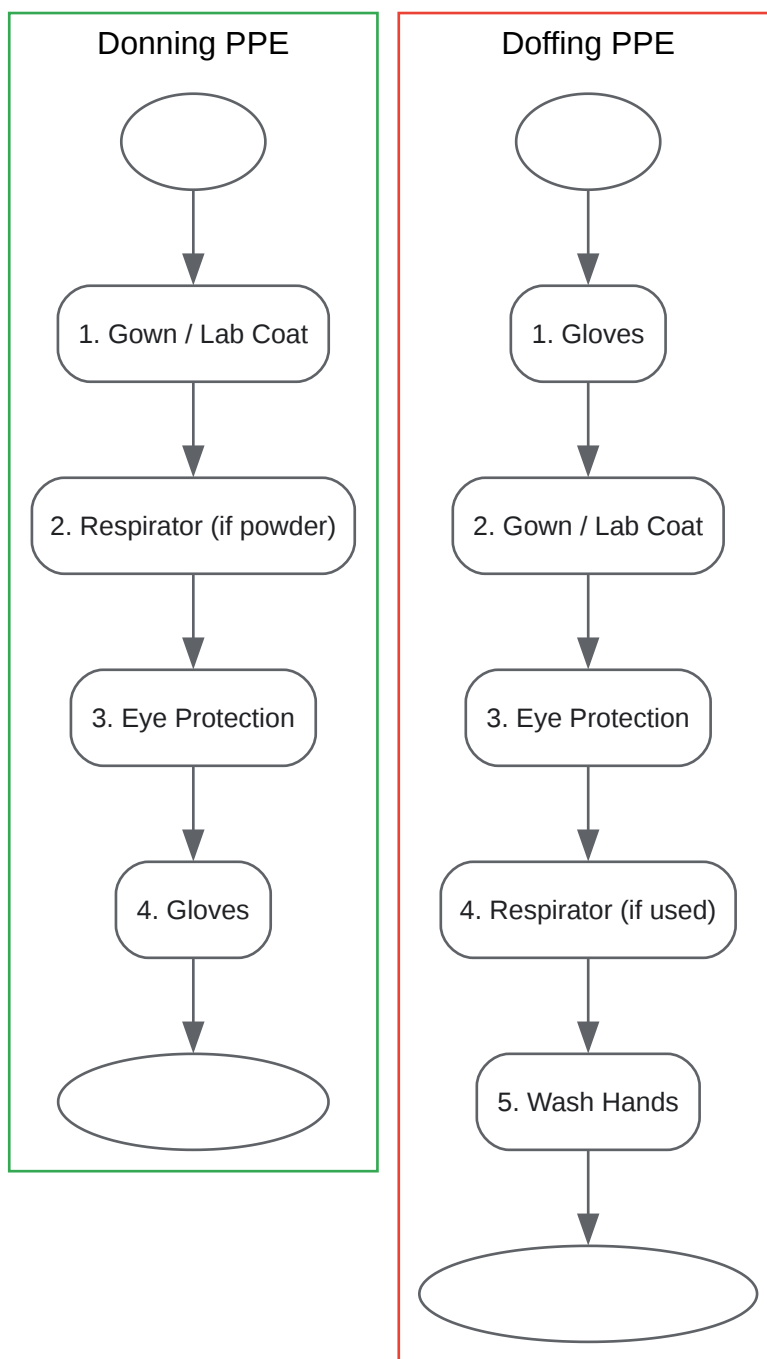 Donning PPE
1. Gown / Lab Coat
2. Respirator (if powder)
3. Eye Protection
4. Gloves
Doffing PPE
1. Gloves
2. Gown / Lab Coat
3. Eye Protection
4. Respirator (if used)
5. Wash Hands